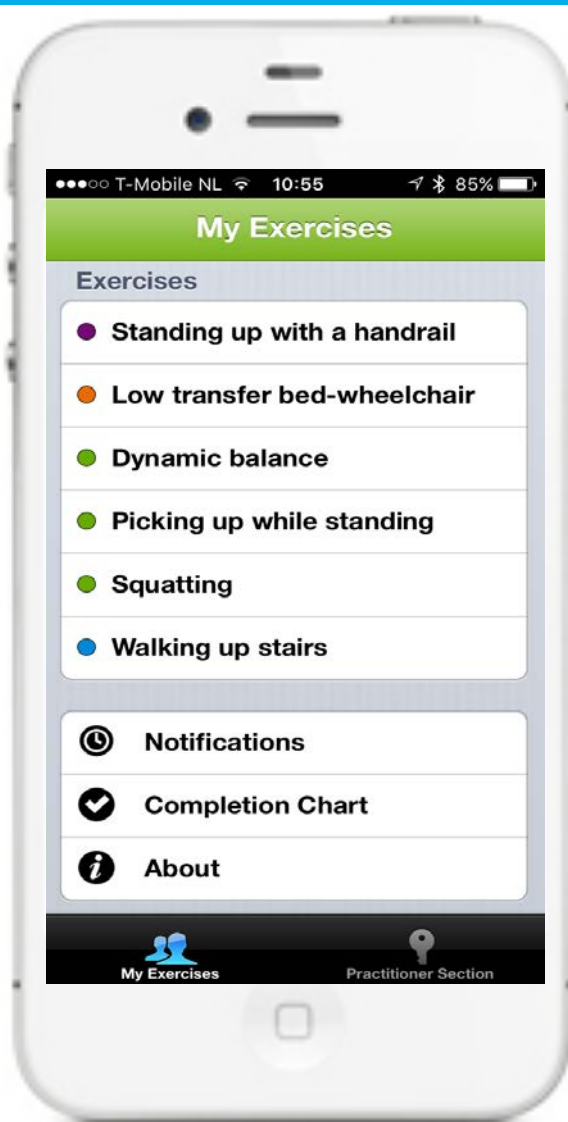 T-Mobile NL 10:55 85%
My Exercises
Exercises
Standing up with a handrail
Low transfer bed-wheelchair
Dynamic balance
Picking up while standing
Squatting
Walking up stairs
Notifications
Completion Chart
About
My Exercises Practitioner Section